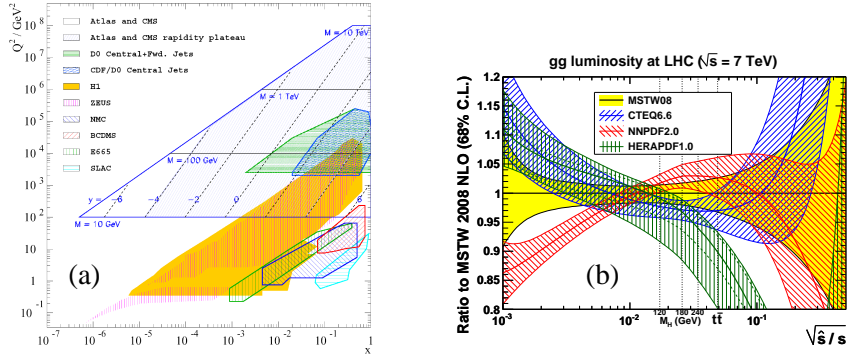 Q² / GeV²
10⁸
10⁷
10⁶
10⁵
10⁴
10³
10²
10
1
10⁻¹
Atlas and CMS
Atlas and CMS rapidity plateau
D0 Central+Fwd. Jets
CDF/D0 Central Jets
H1
ZEUS
NMC
BCDMS
E665
SLAC
M = 10 TeV
M = 1 TeV
M = 100 GeV
M = 10 GeV
y = -6 -4 -2 0 2 4 6
(a)
10⁻⁷ 10⁻⁶ 10⁻⁵ 10⁻⁴ 10⁻³ 10⁻² 10⁻¹ 1
x
gg luminosity at LHC (√s = 7 TeV)
Ratio to MSTW 2008 NLO (68% C.L.)
1.2
1.15
1.1
1.05
1
0.95
0.9
0.85
0.8
MSTW08
CTEQ6.6
NNPDF2.0
HERAPDF1.0
(b)
10⁻³ 10⁻² 10⁻¹
120 180 240
M_H (GeV) tt̄
√ŝ / s